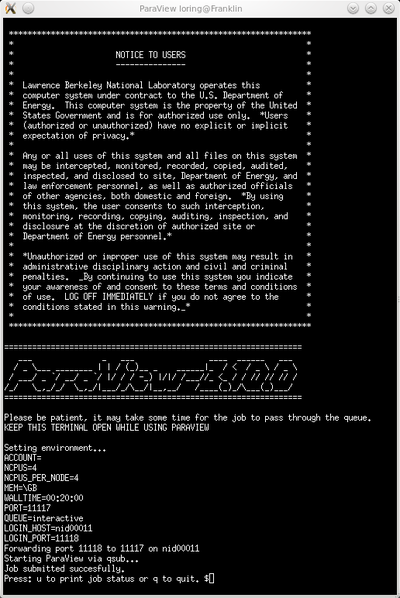 ParaView loring@Franklin
NOTICE TO USERS
Lawrence Berkeley National Laboratory operates this
computer system under contract to the U.S. Department of
Energy. This computer system is the property of the United
States Government and is for authorized use only. *Users
(authorized or unauthorized) have no explicit or implicit
expectation of privacy.*
Any or all uses of this system and all files on this system
may be intercepted, monitored, recorded, copied, audited,
inspected, and disclosed to site, Department of Energy, and
law enforcement personnel, as well as authorized officials
of other agencies, both domestic and foreign. *By using
this system, the user consents to such interception,
monitoring, recording, copying, auditing, inspection, and
disclosure at the discretion of authorized site or
Department of Energy personnel.*
*Unauthorized or improper use of this system may result in
administrative disciplinary action and civil and criminal
penalties. _By continuing to use this system you indicate
your awareness of and consent to these terms and conditions
of use. LOG OFF IMMEDIATELY if you do not agree to the
conditions stated in this warning._*
Please be patient, it may take some time for the job to pass through the queue.
KEEP THIS TERMINAL OPEN WHILE USING PARAVIEW
Setting environment...
ACCOUNT=
NCPUS=4
NCPUS_PER_NODE=4
MEM=\GB
WALLTIME=00:20:00
PORT=11117
QUEUE=interactive
LOGIN_HOST=nid00011
LOGIN_PORT=11118
Forwarding port 11118 to 11117 on nid00011
Starting ParaView via qsub...
Job submitted succesfully.
Press: u to print job status or q to quit. $